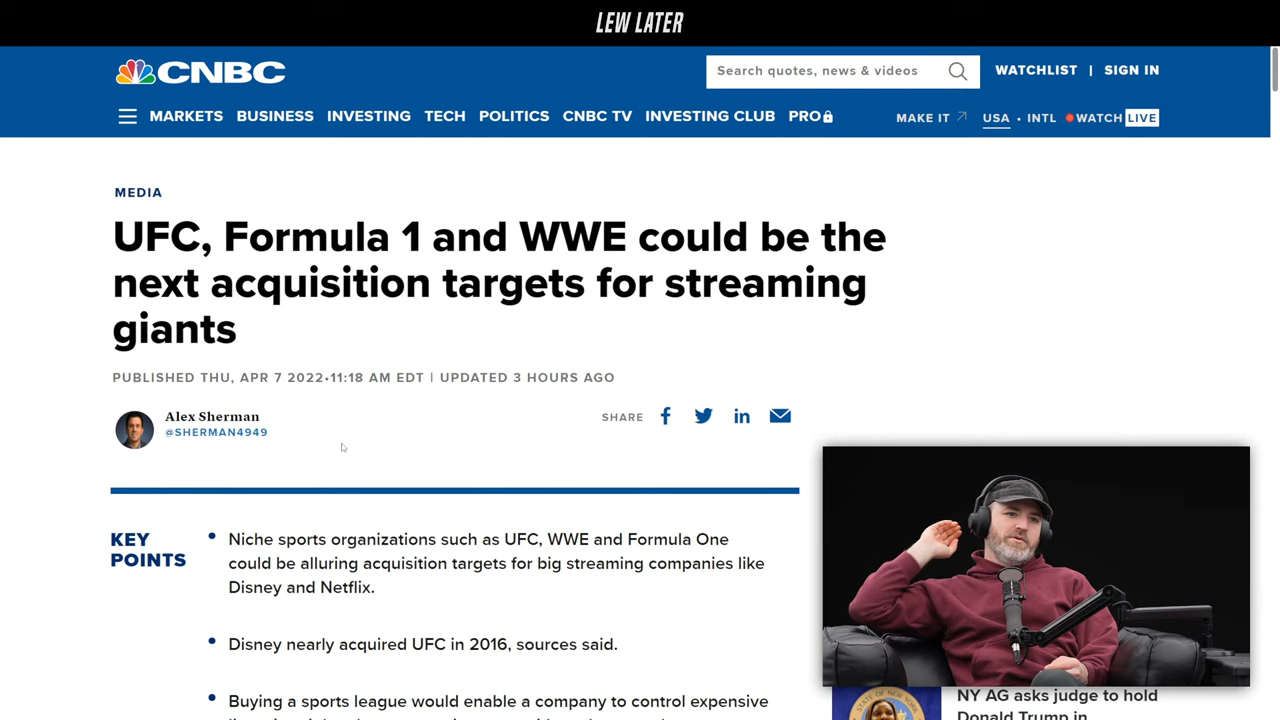 LEW LATER
CNBC
Search quotes, news & videos
WATCHLIST | SIGN IN
MARKETS BUSINESS INVESTING TECH POLITICS CNBC TV INVESTING CLUB PRO
MAKE IT USA • INTL WATCH LIVE
MEDIA
UFC, Formula 1 and WWE could be the
next acquisition targets for streaming
giants
PUBLISHED THU, APR 7 2022•11:18 AM EDT | UPDATED 3 HOURS AGO
Alex Sherman
@SHERMAN4949
SHARE
KEY
POINTS
• Niche sports organizations such as UFC, WWE and Formula One
could be alluring acquisition targets for big streaming companies like
Disney and Netflix.
• Disney nearly acquired UFC in 2016, sources said.
• Buying a sports league would enable a company to control expensive
NY AG asks judge to hold
Donald Trump in